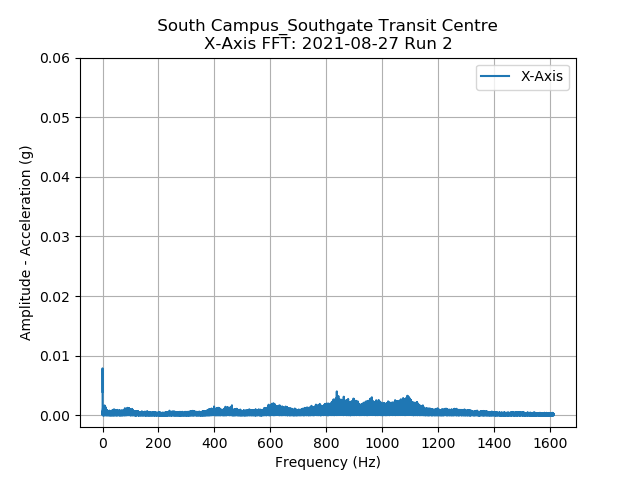 South Campus_Southgate Transit Centre
X-Axis FFT: 2021-08-27 Run 2
X-Axis
0.06
0.05
0.04
0.03
0.02
0.01
0.00
Amplitude - Acceleration (g)
0 200 400 600 800 1000 1200 1400 1600
Frequency (Hz)